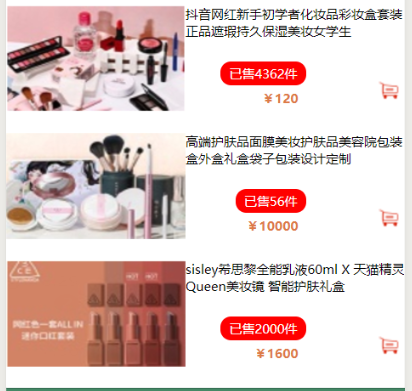 抖音网红新手初学者化妆品彩妆盒套装
正品遮瑕持久保湿美妆女学生
已售4362件
￥120
高端护肤品面膜美妆护肤品美容院包装
盒外盒礼盒袋子包装设计定制
已售56件
￥10000
sisley希思黎全能乳液60ml X 天猫精灵
Queen美妆镜 智能护肤礼盒
已售2000件
￥1600
3CE
HOT
HOT
网红色一套ALL IN
迷你口红套装